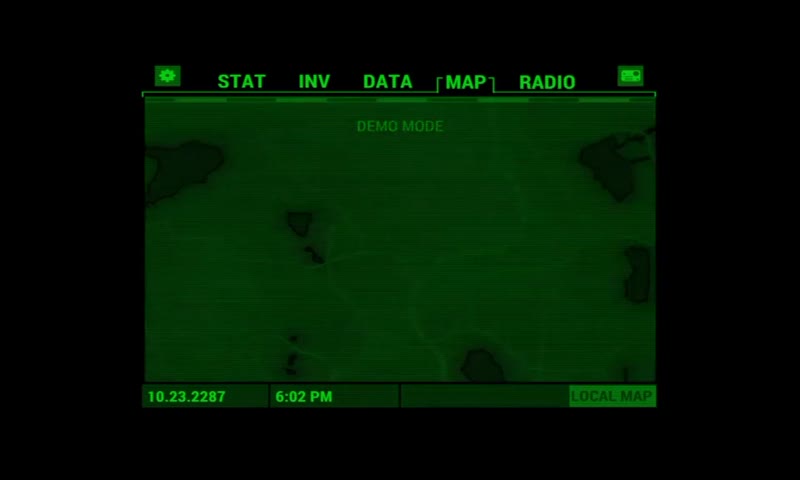 STAT INV DATA MAP RADIO
DEMO MODE
10.23.2287 6:02 PM LOCAL MAP